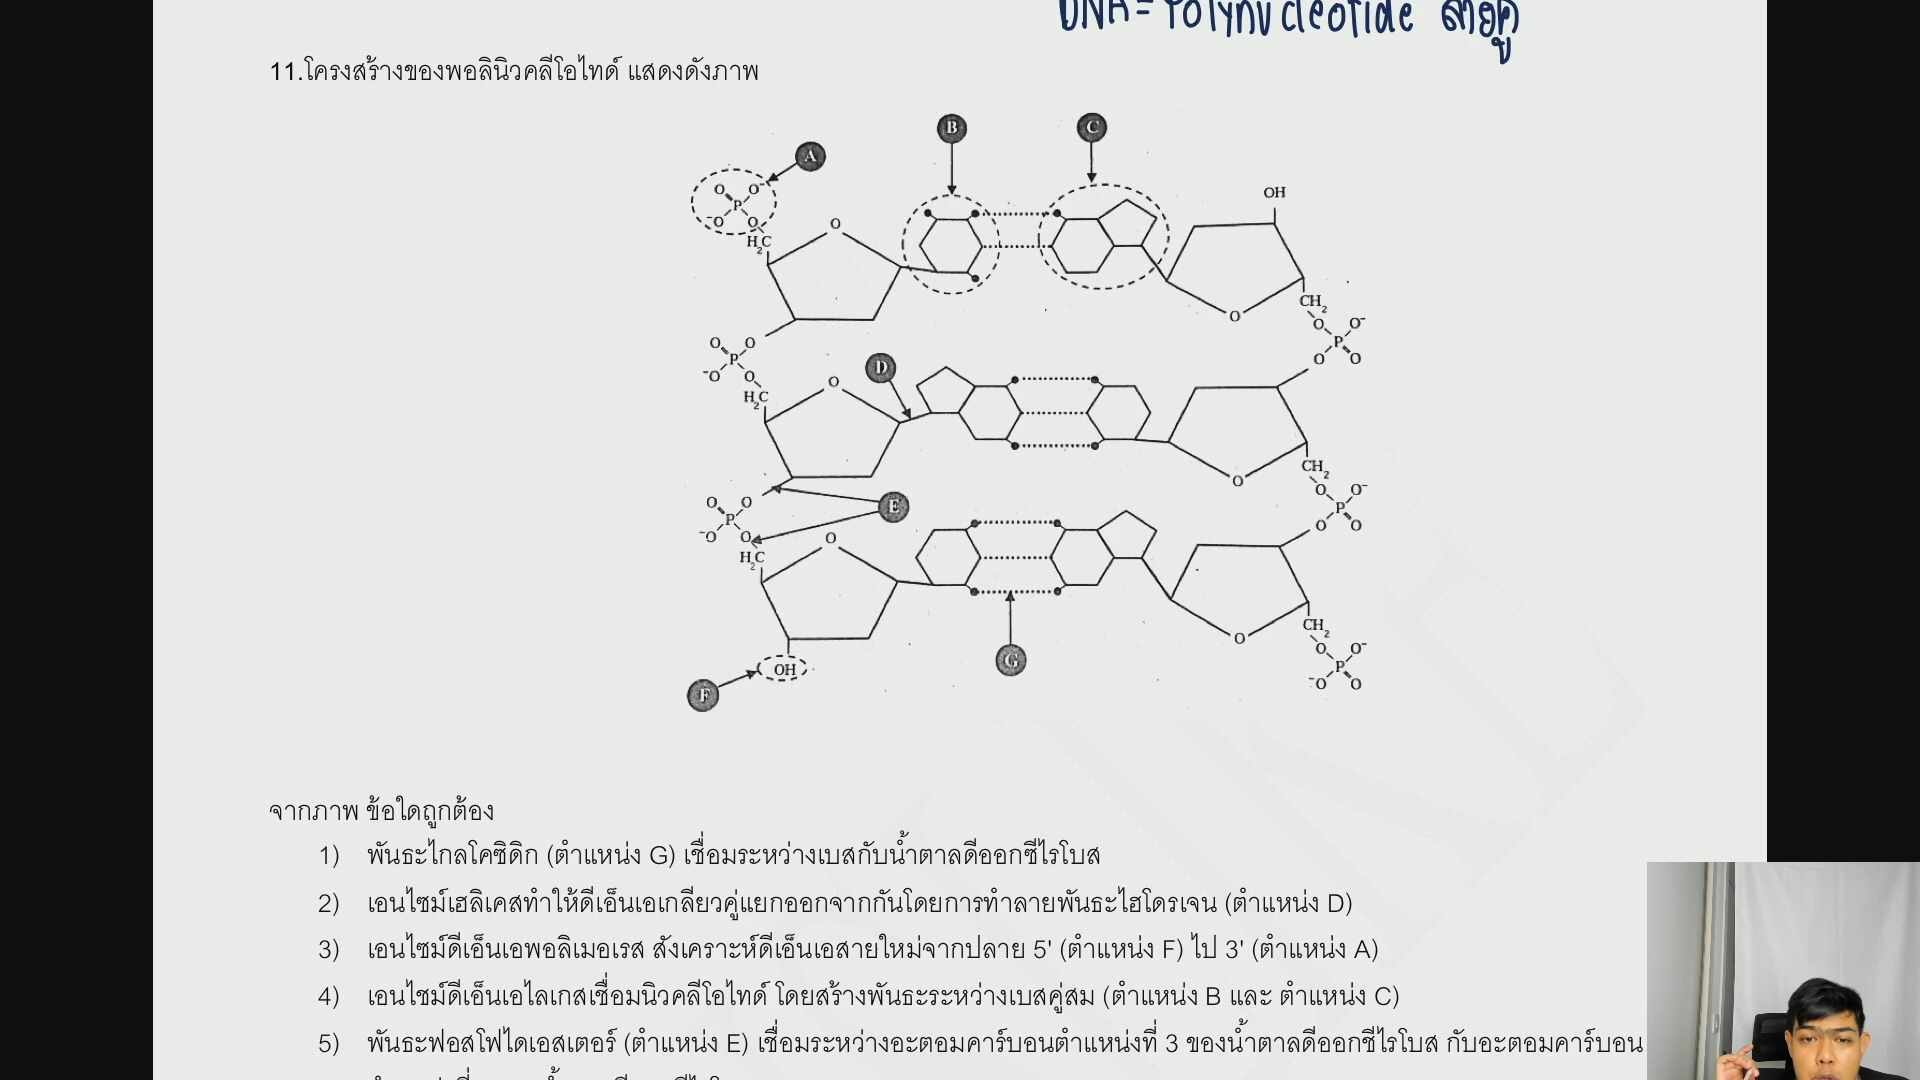 DNA = Polynucleotide สายคู่
11.โครงสร้างของพอลินิวคลีโอไทด์ แสดงดังภาพ
B C
A
O O⁻ OH
P
⁻O O
H₂C O
CH₂
O
O O⁻
P
O O
O O
P
⁻O O
D
H₂C O
CH₂
O
O O⁻
P
O O
O O
P
⁻O O
E
H₂C O
CH₂
O
O O⁻
P
⁻O O
OH
G
F
จากภาพ ข้อใดถูกต้อง
1) พันธะไกลโคซิดิก (ตำแหน่ง G) เชื่อมระหว่างเบสกับน้ำตาลดีออกซีไรโบส
2) เอนไซม์เฮลิเคสทำให้ดีเอ็นเอเกลียวคู่แยกออกจากกันโดยการทำลายพันธะไฮโดรเจน (ตำแหน่ง D)
3) เอนไซม์ดีเอ็นเอพอลิเมอเรส สังเคราะห์ดีเอ็นเอสายใหม่จากปลาย 5' (ตำแหน่ง F) ไป 3' (ตำแหน่ง A)
4) เอนไซม์ดีเอ็นเอไลเกสเชื่อมนิวคลีโอไทด์ โดยสร้างพันธะระหว่างเบสคู่สม (ตำแหน่ง B และ ตำแหน่ง C)
5) พันธะฟอสโฟไดเอสเตอร์ (ตำแหน่ง E) เชื่อมระหว่างอะตอมคาร์บอนตำแหน่งที่ 3 ของน้ำตาลดีออกซีไรโบส กับอะตอมคาร์บอน